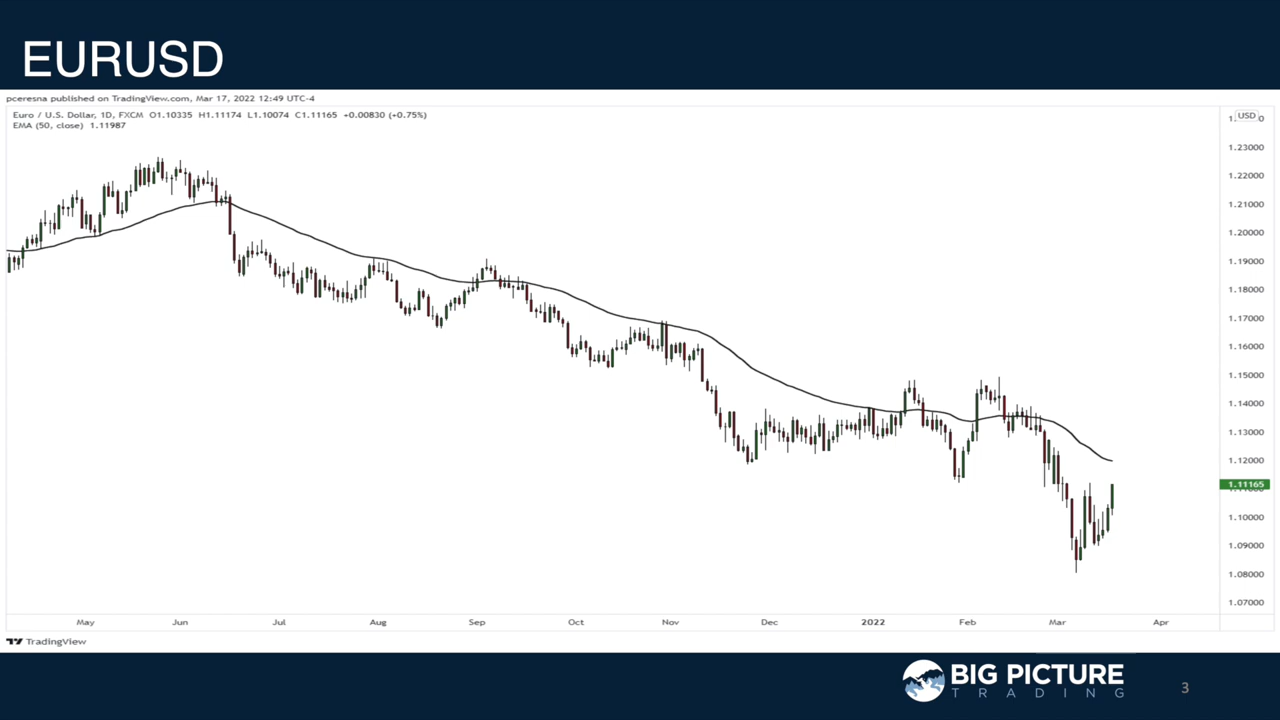 EURUSD
pceresna published on TradingView.com, Mar 17, 2022 12:49 UTC-4
Euro / U.S. Dollar, 1D, FXCM O1.10335 H1.11174 L1.10074 C1.11165 +0.00830 (+0.75%)
EMA (50, close) 1.11987
USD
1.23000
1.22000
1.21000
1.20000
1.19000
1.18000
1.17000
1.16000
1.15000
1.14000
1.13000
1.12000
1.11165
1.10000
1.09000
1.08000
1.07000
May Jun Jul Aug Sep Oct Nov Dec 2022 Feb Mar Apr
TradingView
BIG PICTURE
TRADING
3